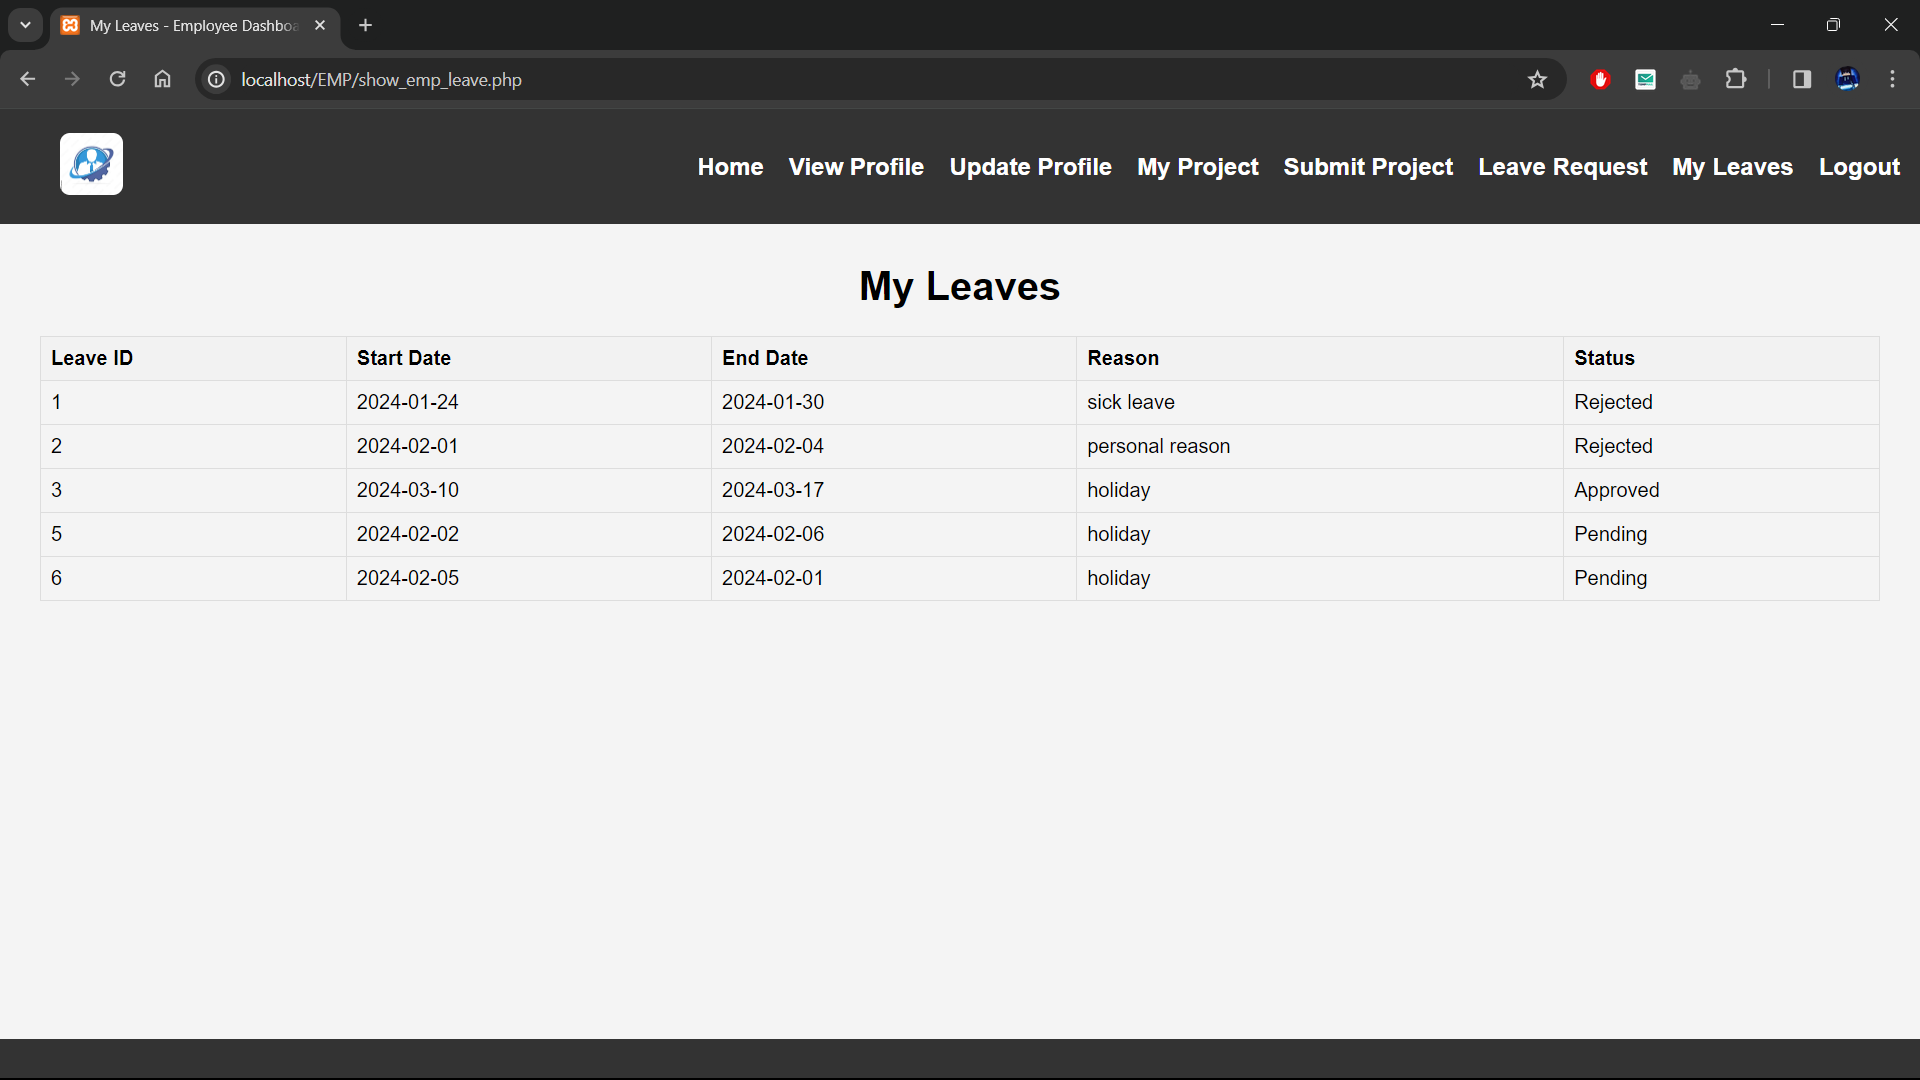 My Leaves - Employee Dashboa
localhost/EMP/show_emp_leave.php
Home View Profile Update Profile My Project Submit Project Leave Request My Leaves Logout
My Leaves
Leave ID Start Date End Date Reason Status
1 2024-01-24 2024-01-30 sick leave Rejected
2 2024-02-01 2024-02-04 personal reason Rejected
3 2024-03-10 2024-03-17 holiday Approved
5 2024-02-02 2024-02-06 holiday Pending
6 2024-02-05 2024-02-01 holiday Pending